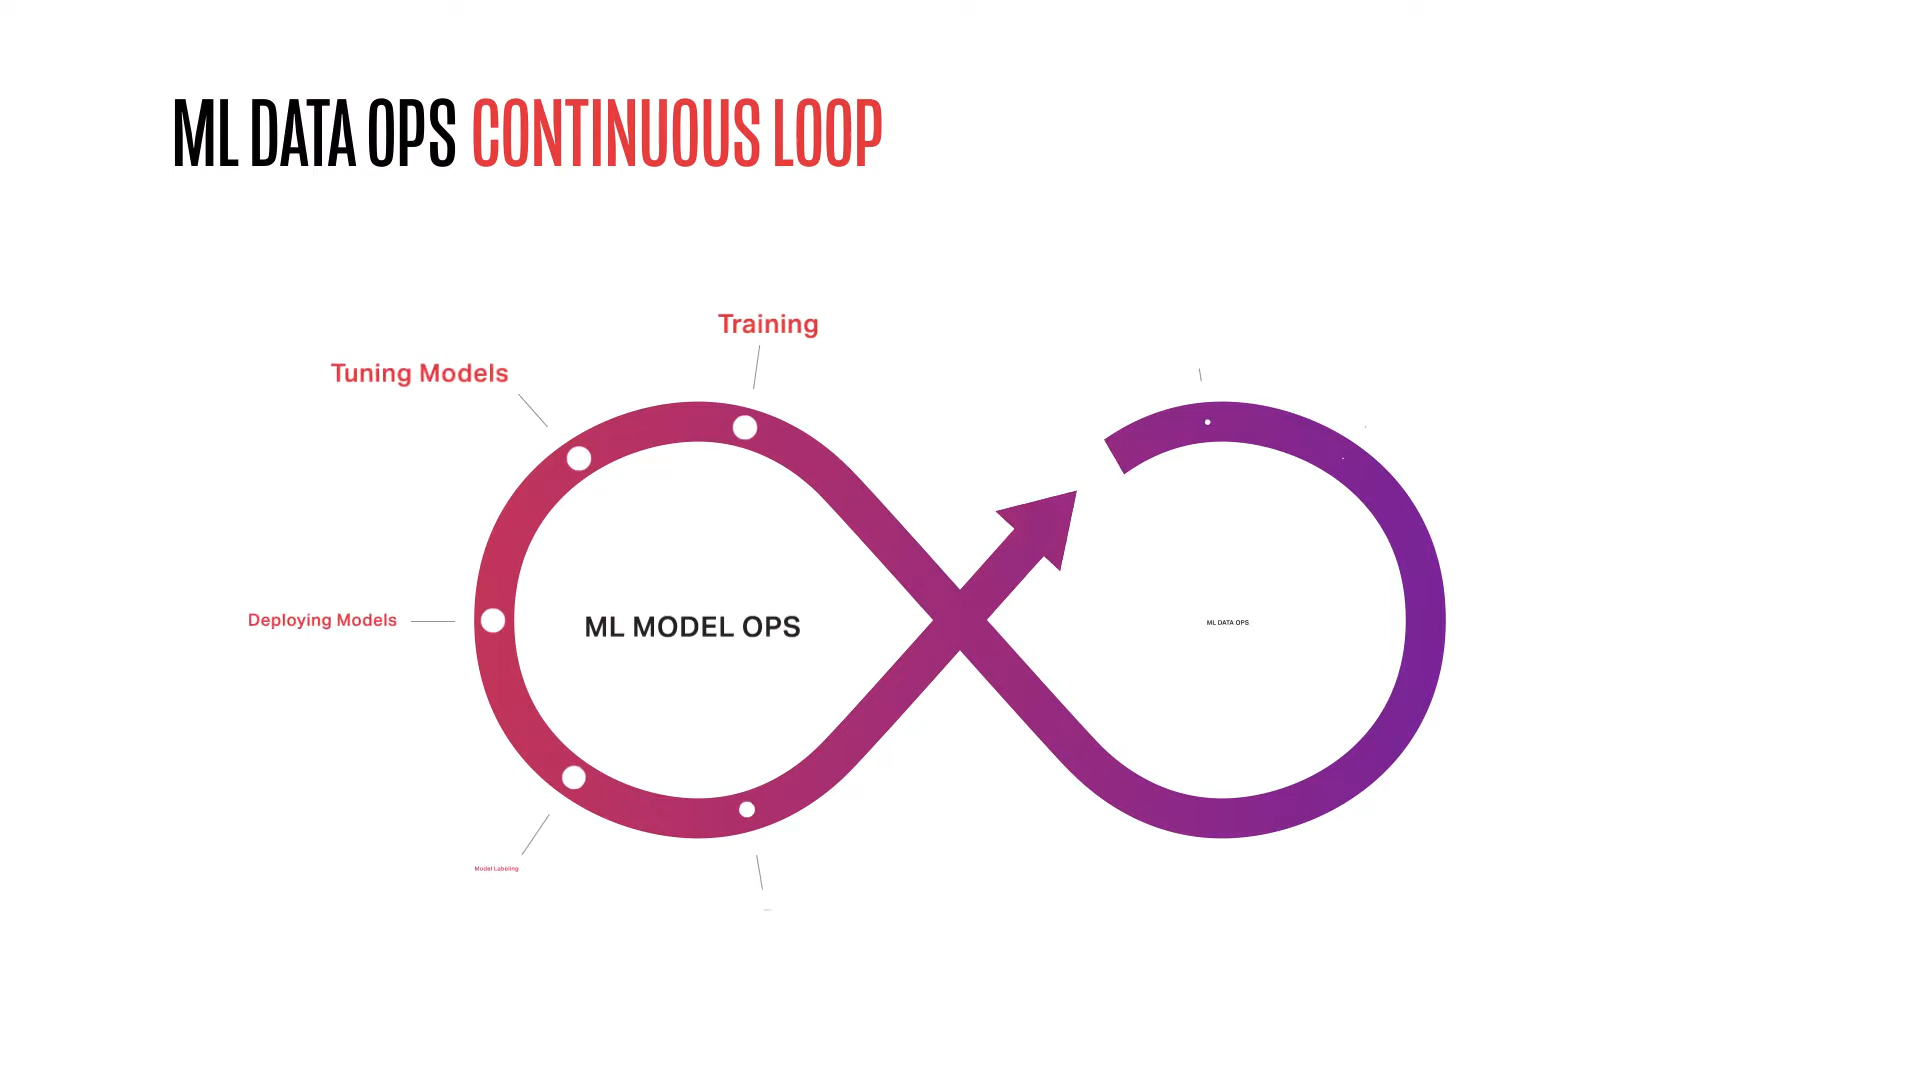 ML DATA OPS CONTINUOUS LOOP
Training
Tuning Models
Deploying Models
ML MODEL OPS
ML DATA OPS
Model Labeling